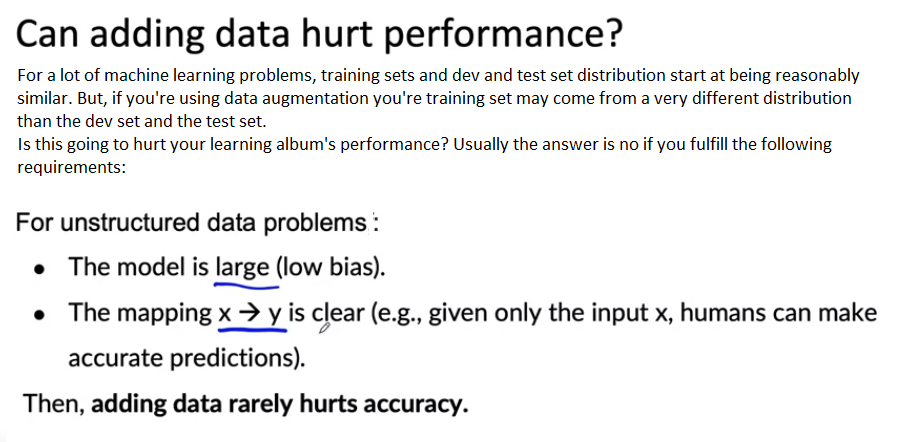 Can adding data hurt performance?
For a lot of machine learning problems, training sets and dev and test set distribution start at being reasonably
similar. But, if you're using data augmentation you're training set may come from a very different distribution
than the dev set and the test set.
Is this going to hurt your learning album's performance? Usually the answer is no if you fulfill the following
requirements:
For unstructured data problems :
• The model is large (low bias).
• The mapping x → y is clear (e.g., given only the input x, humans can make
accurate predictions).
Then, adding data rarely hurts accuracy.